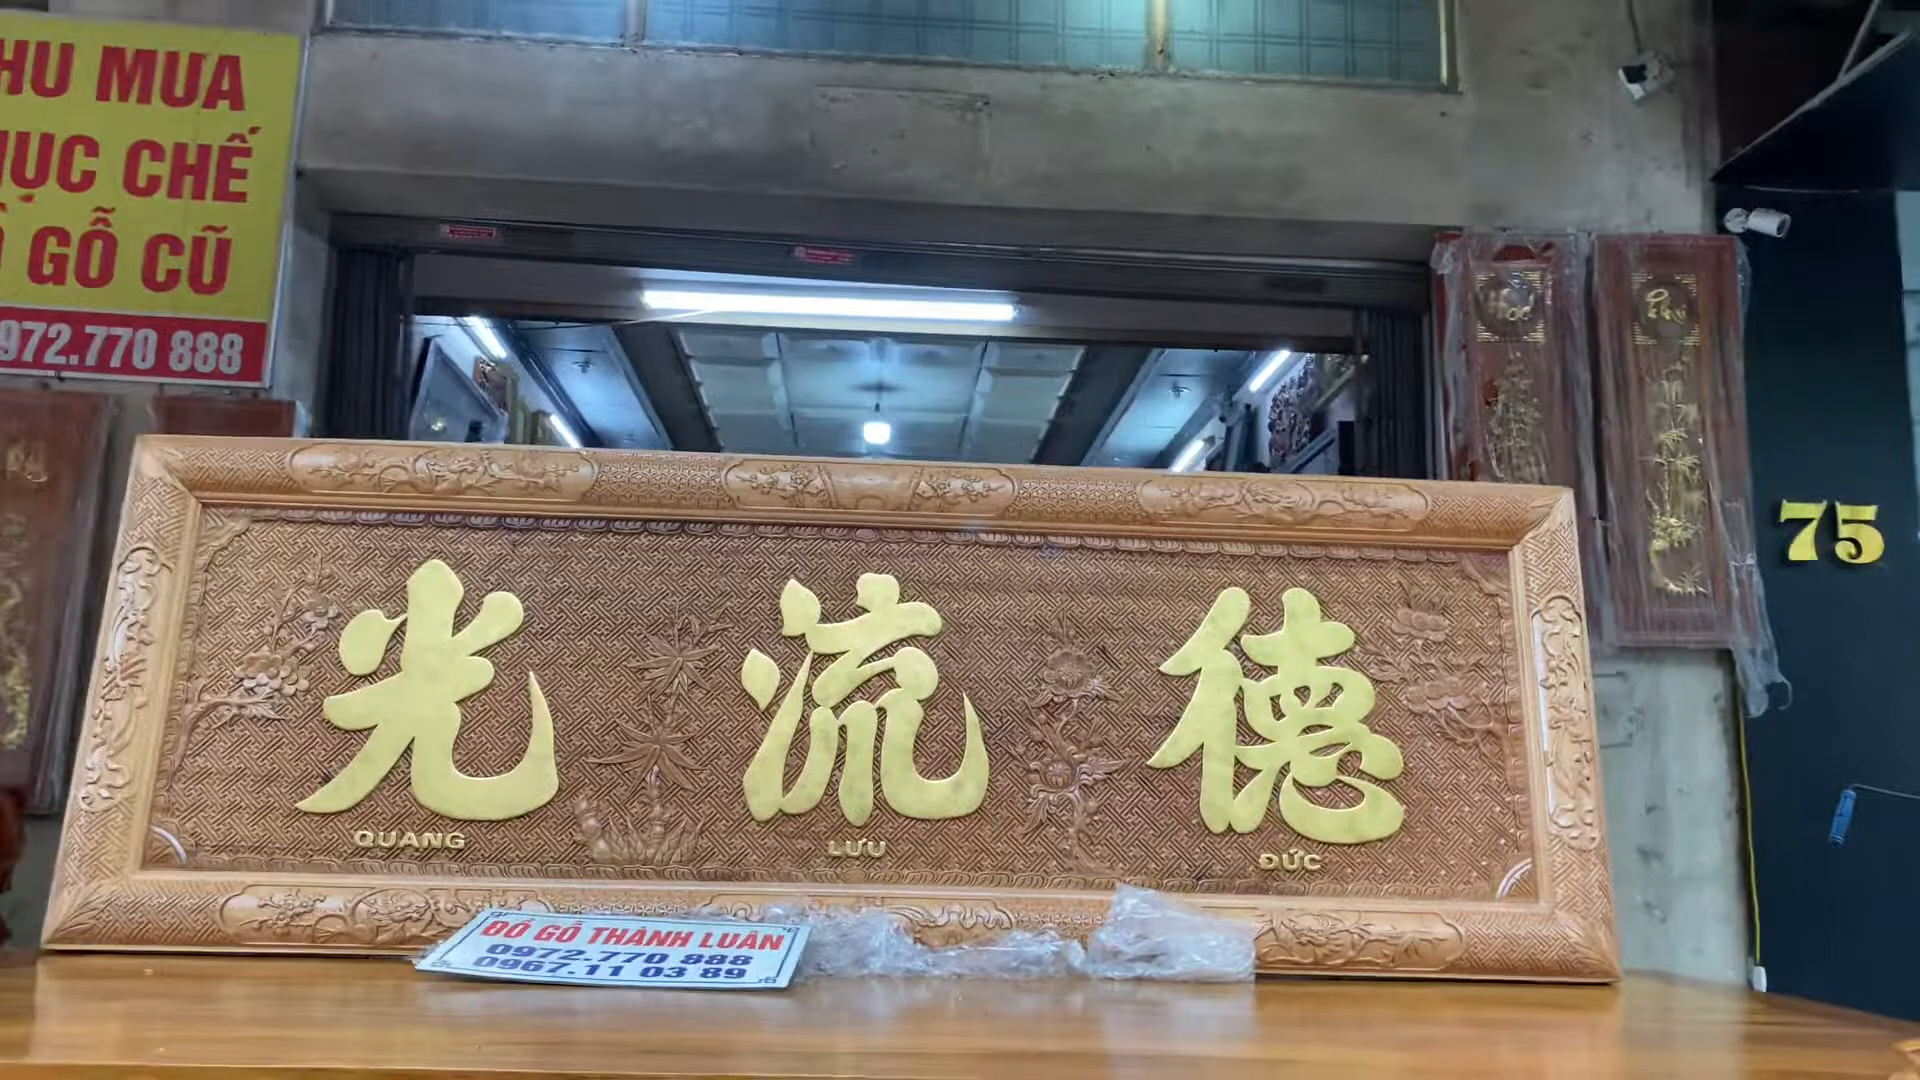 HU MUA
ỤC CHẾ
GỖ CŨ
972.770 888
德流光
QUANG
LƯU
ĐỨC
ĐỒ GỖ THÀNH LUÂN
0972.770 888
0967.11 03 89
75